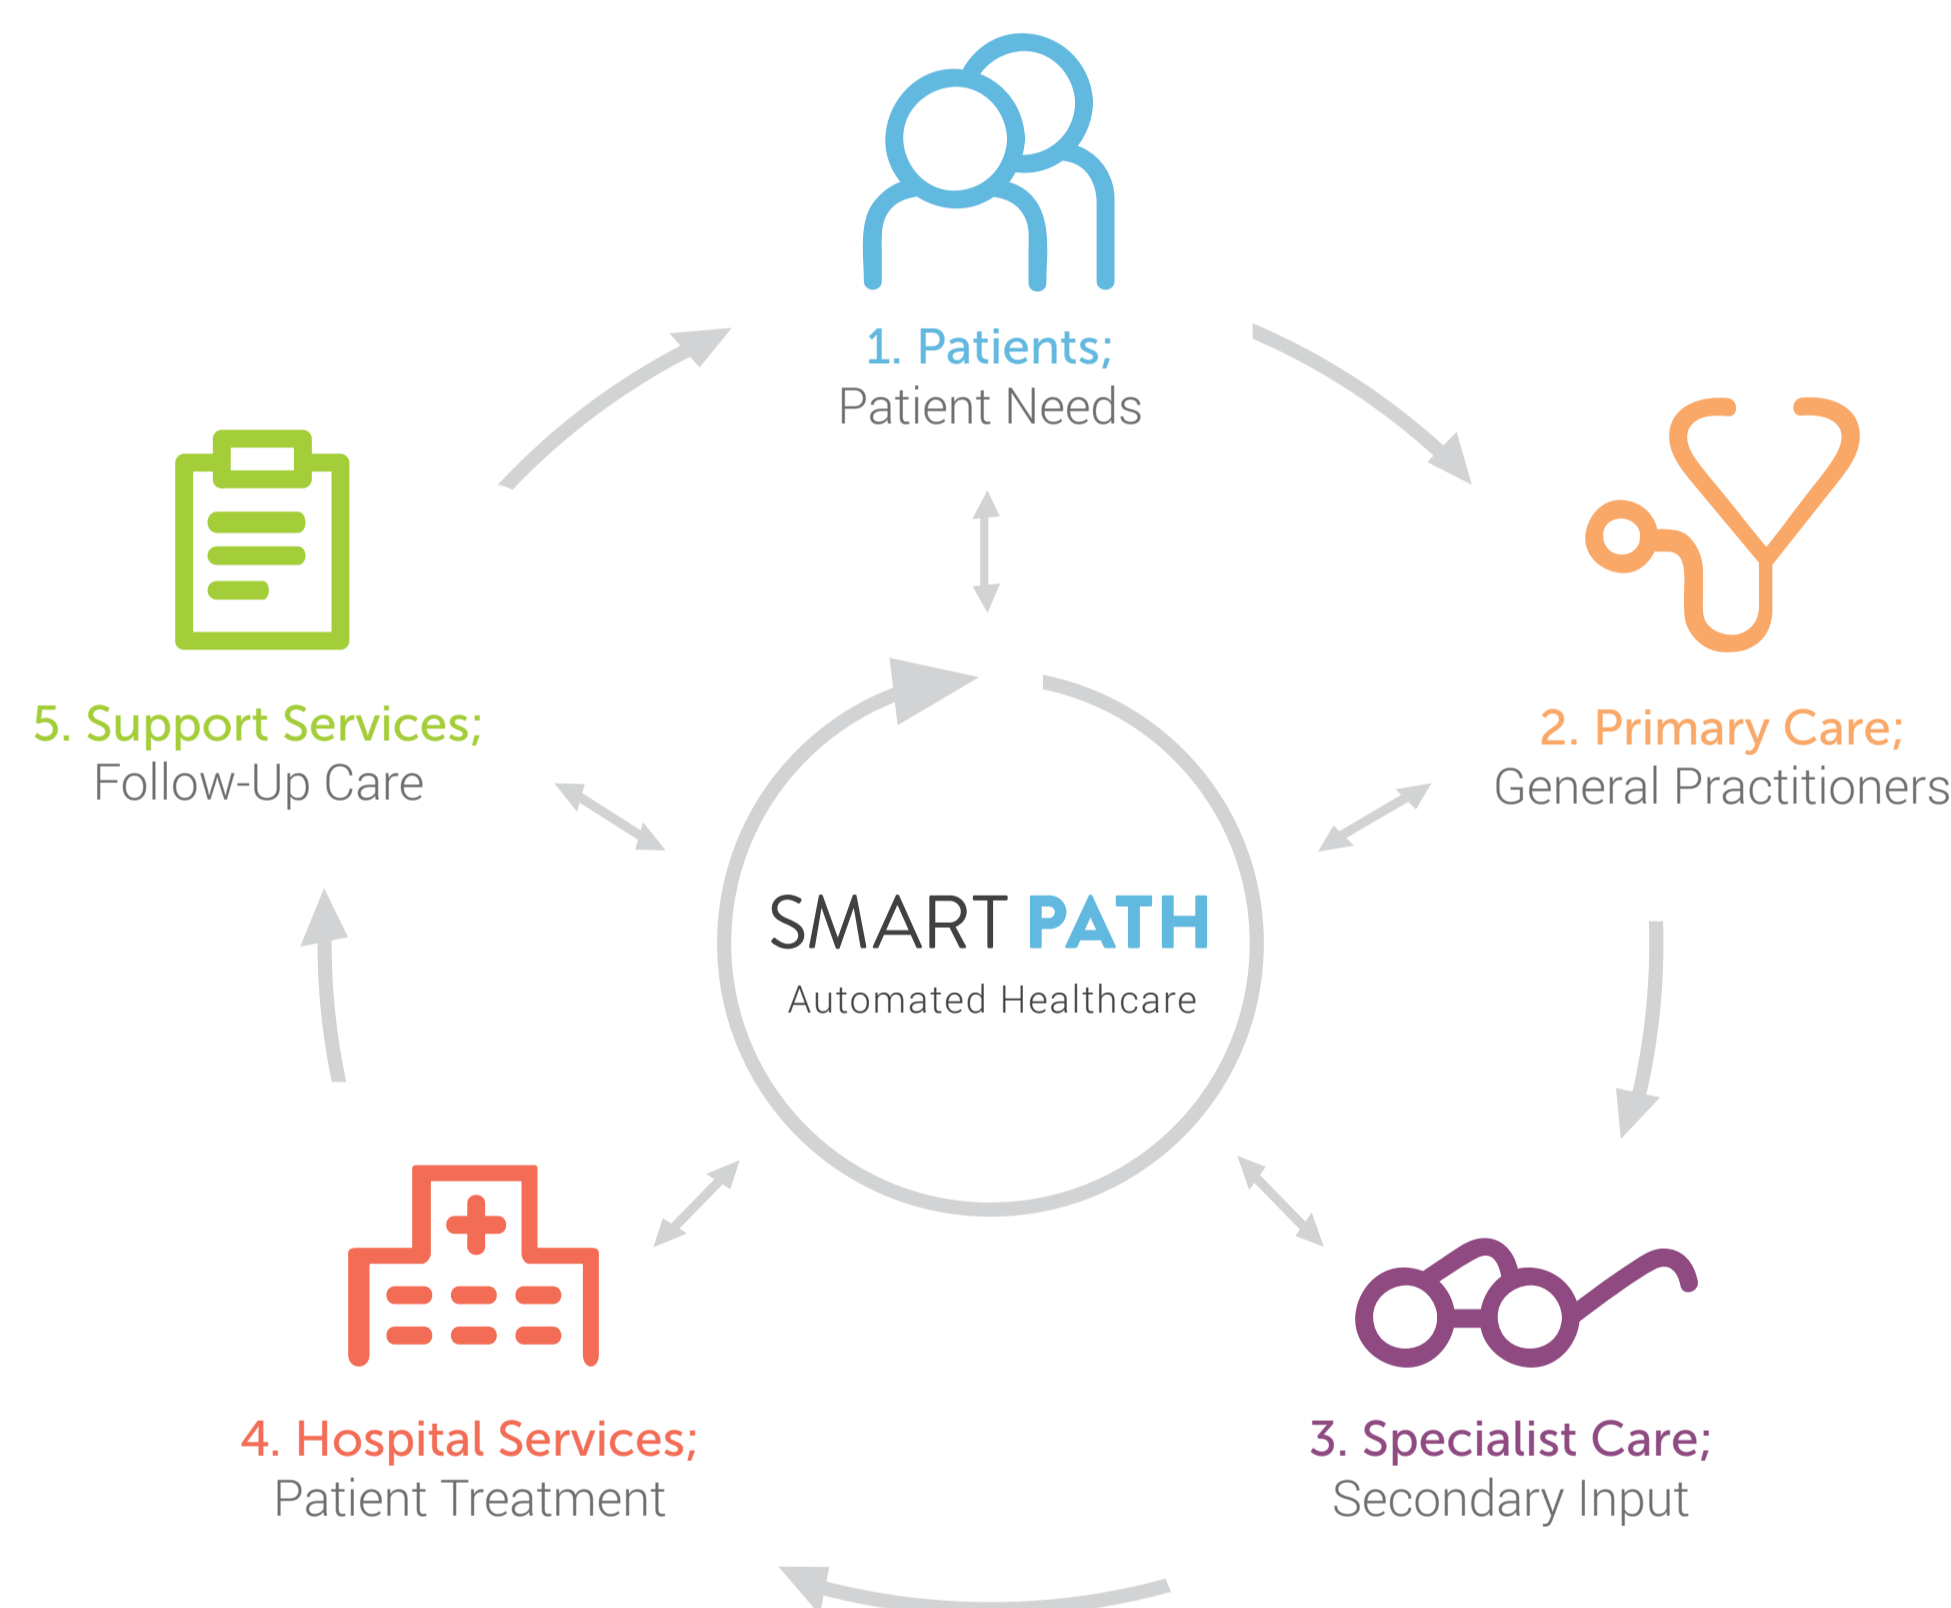 1. Patients;
Patient Needs
2. Primary Care;
General Practitioners
3. Specialist Care;
Secondary Input
4. Hospital Services;
Patient Treatment
5. Support Services;
Follow-Up Care
SMART PATH
Automated Healthcare